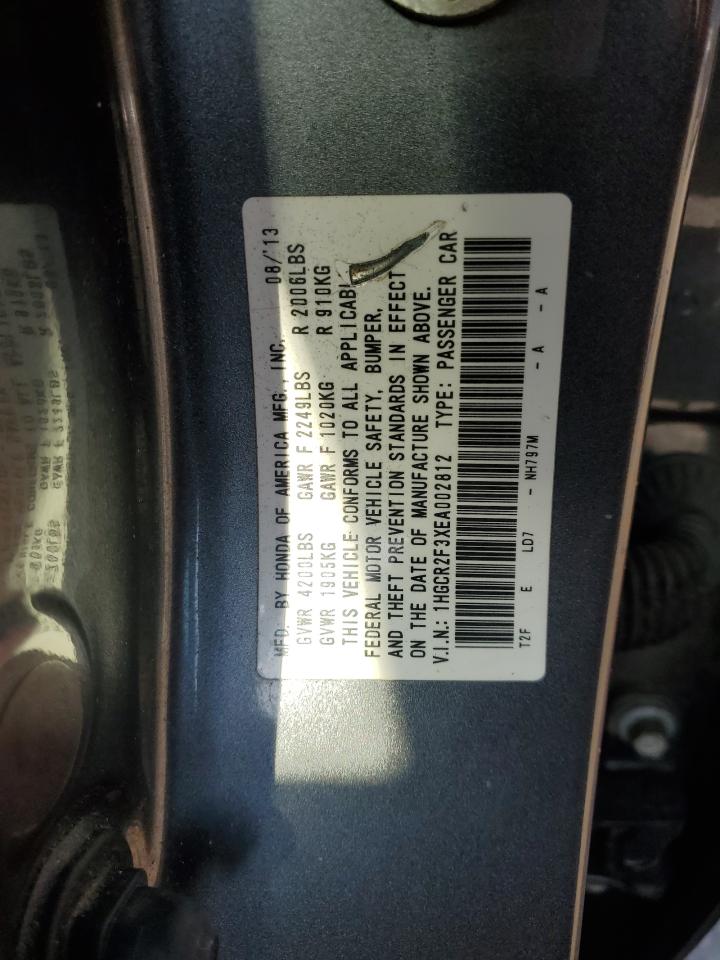 MFD. BY HONDA OF AMERICA MFG., INC. 08/'13
GVWR 4200LBS GAWR F 2249LBS R 2006LBS
GVWR 1905KG GAWR F 1020KG R 910KG
THIS VEHICLE CONFORMS TO ALL APPLICABL
FEDERAL MOTOR VEHICLE SAFETY, BUMPER,
AND THEFT PREVENTION STANDARDS IN EFFECT
ON THE DATE OF MANUFACTURE SHOWN ABOVE.
V.I.N.: 1HGCR2F3XEA002812 TYPE: PASSENGER CAR
T2F E LD7 - NH797M - A - A